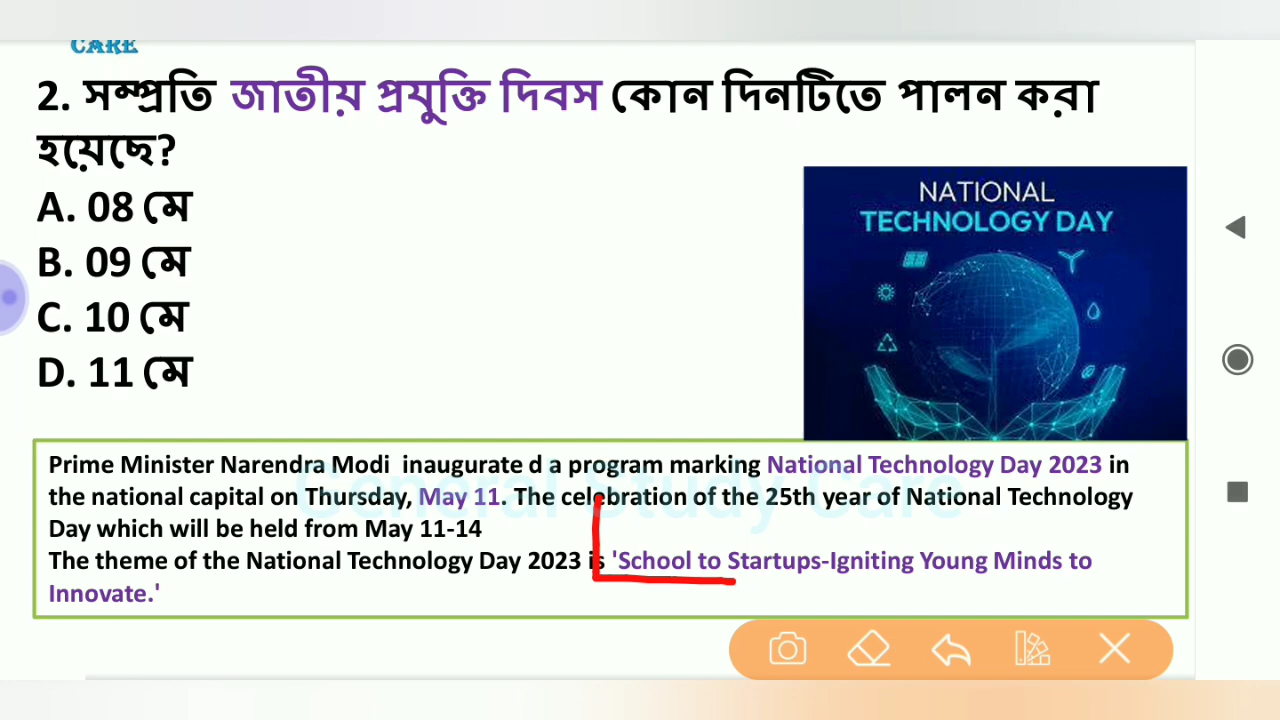 CARE
2. সম্প্রতি জাতীয় প্রযুক্তি দিবস কোন দিনটিতে পালন করা
হয়েছে?
A. 08 মে
B. 09 মে
C. 10 মে
D. 11 মে
NATIONAL
TECHNOLOGY DAY
Prime Minister Narendra Modi inaugurate d a program marking National Technology Day 2023 in
the national capital on Thursday, May 11. The celebration of the 25th year of National Technology
Day which will be held from May 11-14
The theme of the National Technology Day 2023 is 'School to Startups-Igniting Young Minds to
Innovate.'
General Study Care